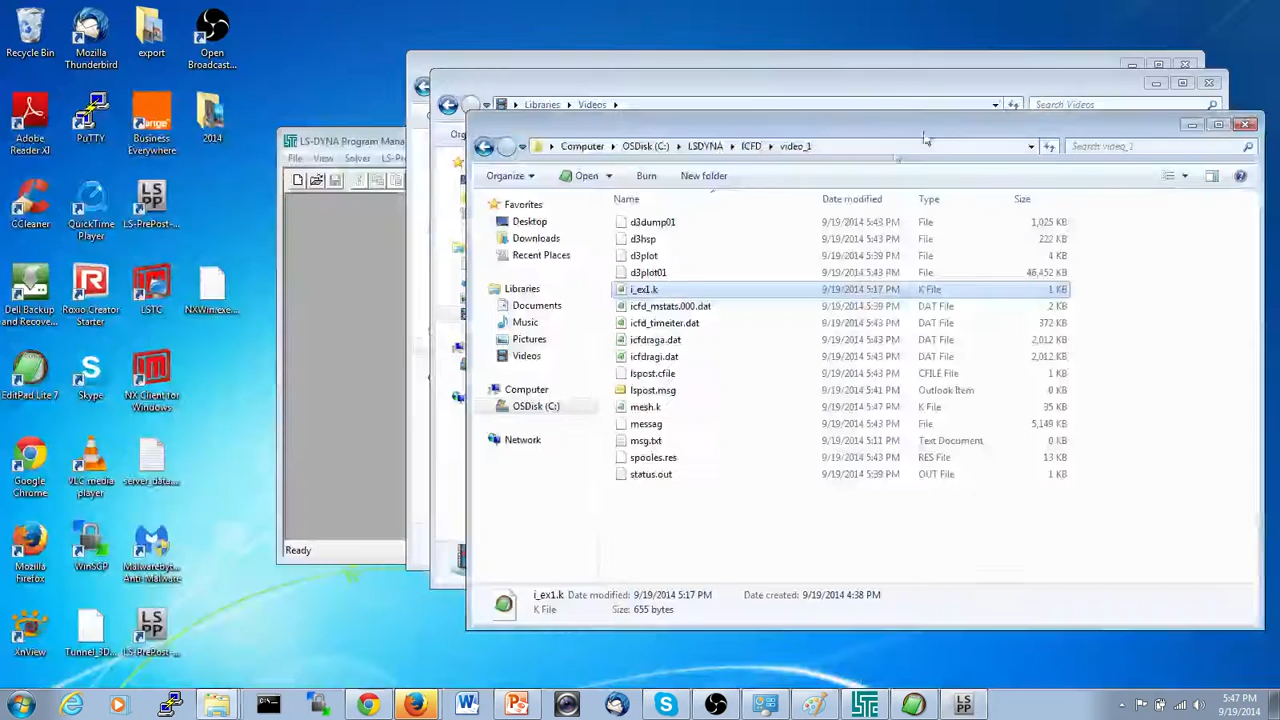 Recycle Bin
Mozilla Thunderbird
export
Open Broadcast...
Adobe Reader XI
PuTTY
Business Everywhere
2014
CCleaner
QuickTime Player
LS-PrePost-...
Dell Backup and Recove...
Roxio Creator Starter
LSTC
NXWin.exe...
EditPad Lite 7
Skype
NX Client for Windows
Google Chrome
VLC media player
server_data...
Mozilla Firefox
WinSCP
Malwareby... Anti-Malware
XnView
Tunnel_3D...
LS-PrePost-...
LS-DYNA Program Mana
File View Solver LS-Pr
Ready
Libraries Videos
Search Videos
Org
Computer OSDisk (C:) LSDYNA ICFD video_1
Search video_1
Organize Open Burn New folder
Name Date modified Type Size
Favorites
Desktop
Downloads
Recent Places
Libraries
Documents
Music
Pictures
Videos
Computer
OSDisk (C:)
Network
d3dump01 9/19/2014 5:43 PM File 1,025 KB
d3hsp 9/19/2014 5:43 PM File 222 KB
d3plot 9/19/2014 5:39 PM File 4 KB
d3plot01 9/19/2014 5:43 PM File 46,452 KB
i_ex1.k 9/19/2014 5:17 PM K File 1 KB
icfd_mstats.000.dat 9/19/2014 5:39 PM DAT File 2 KB
icfd_timeiter.dat 9/19/2014 5:43 PM DAT File 372 KB
icfdraga.dat 9/19/2014 5:43 PM DAT File 2,012 KB
icfdragi.dat 9/19/2014 5:43 PM DAT File 2,012 KB
lspost.cfile 9/19/2014 5:43 PM CFILE File 1 KB
lspost.msg 9/19/2014 5:41 PM Outlook Item 0 KB
mesh.k 9/19/2014 5:47 PM K File 35 KB
messag 9/19/2014 5:43 PM File 5,149 KB
msg.txt 9/19/2014 5:11 PM Text Document 0 KB
spooles.res 9/19/2014 5:43 PM RES File 13 KB
status.out 9/19/2014 5:39 PM OUT File 1 KB
i_ex1.k Date modified: 9/19/2014 5:17 PM Date created: 9/19/2014 4:38 PM
K File Size: 655 bytes
5:47 PM
9/19/2014